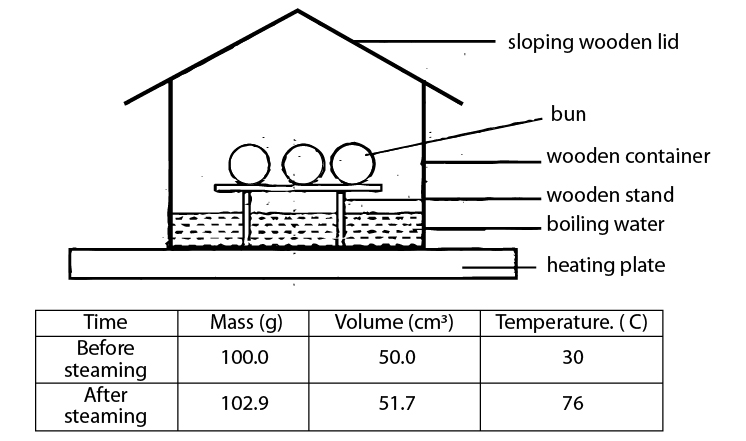 sloping wooden lid
bun
wooden container
wooden stand
boiling water
heating plate
Time Mass (g) Volume (cm³) Temperature. ( C)
Before steaming 100.0 50.0 30
After steaming 102.9 51.7 76